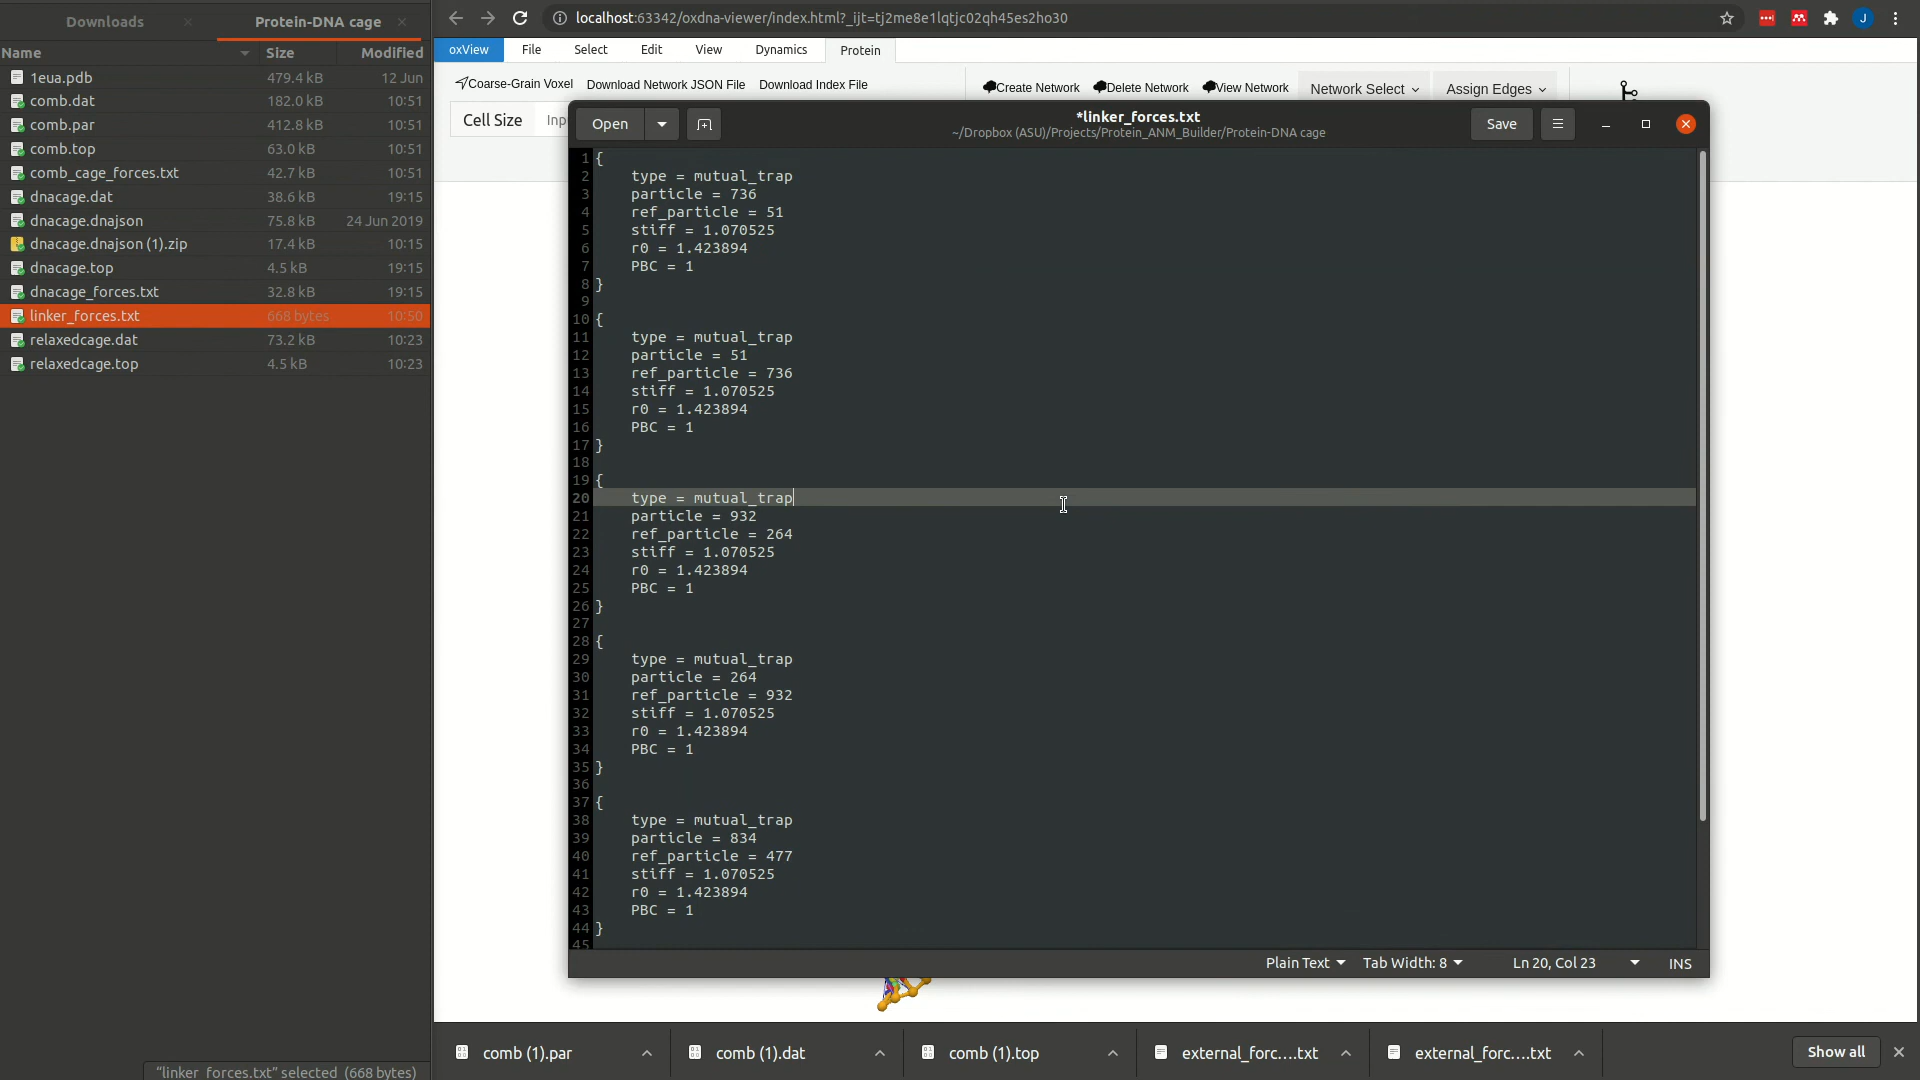 Downloads × Protein-DNA cage ×
Name Size Modified
1eua.pdb 479.4 kB 12 Jun
comb.dat 182.0 kB 10:51
comb.par 412.8 kB 10:51
comb.top 63.0 kB 10:51
comb_cage_forces.txt 42.7 kB 10:51
dnacage.dat 38.6 kB 19:15
dnacage.dnajson 75.8 kB 24 Jun 2019
dnacage.dnajson (1).zip 17.4 kB 10:15
dnacage.top 4.5 kB 19:15
dnacage_forces.txt 32.8 kB 19:15
linker_forces.txt 668 bytes 10:50
relaxedcage.dat 73.2 kB 10:23
relaxedcage.top 4.5 kB 10:23
"linker_forces.txt" selected (668 bytes)
localhost:63342/oxdna-viewer/index.html?_ijt=tj2me8e1lqtjc02qh45es2ho30
J
oxView File Select Edit View Dynamics Protein
Coarse-Grain Voxel Download Network JSON File Download Index File Create Network Delete Network View Network Network Select Assign Edges
Cell Size Inp
Open *linker_forces.txt Save
~/Dropbox (ASU)/Projects/Protein_ANM_Builder/Protein-DNA cage
1 {
2 type = mutual_trap
3 particle = 736
4 ref_particle = 51
5 stiff = 1.070525
6 r0 = 1.423894
7 PBC = 1
8 }
9
10 {
11 type = mutual_trap
12 particle = 51
13 ref_particle = 736
14 stiff = 1.070525
15 r0 = 1.423894
16 PBC = 1
17 }
18
19 {
20 type = mutual_trap
21 particle = 932
22 ref_particle = 264
23 stiff = 1.070525
24 r0 = 1.423894
25 PBC = 1
26 }
27
28 {
29 type = mutual_trap
30 particle = 264
31 ref_particle = 932
32 stiff = 1.070525
33 r0 = 1.423894
34 PBC = 1
35 }
36
37 {
38 type = mutual_trap
39 particle = 834
40 ref_particle = 477
41 stiff = 1.070525
42 r0 = 1.423894
43 PBC = 1
44 }
45
Plain Text Tab Width: 8 Ln 20, Col 23 INS
comb (1).par comb (1).dat comb (1).top external_forc....txt external_forc....txt Show all